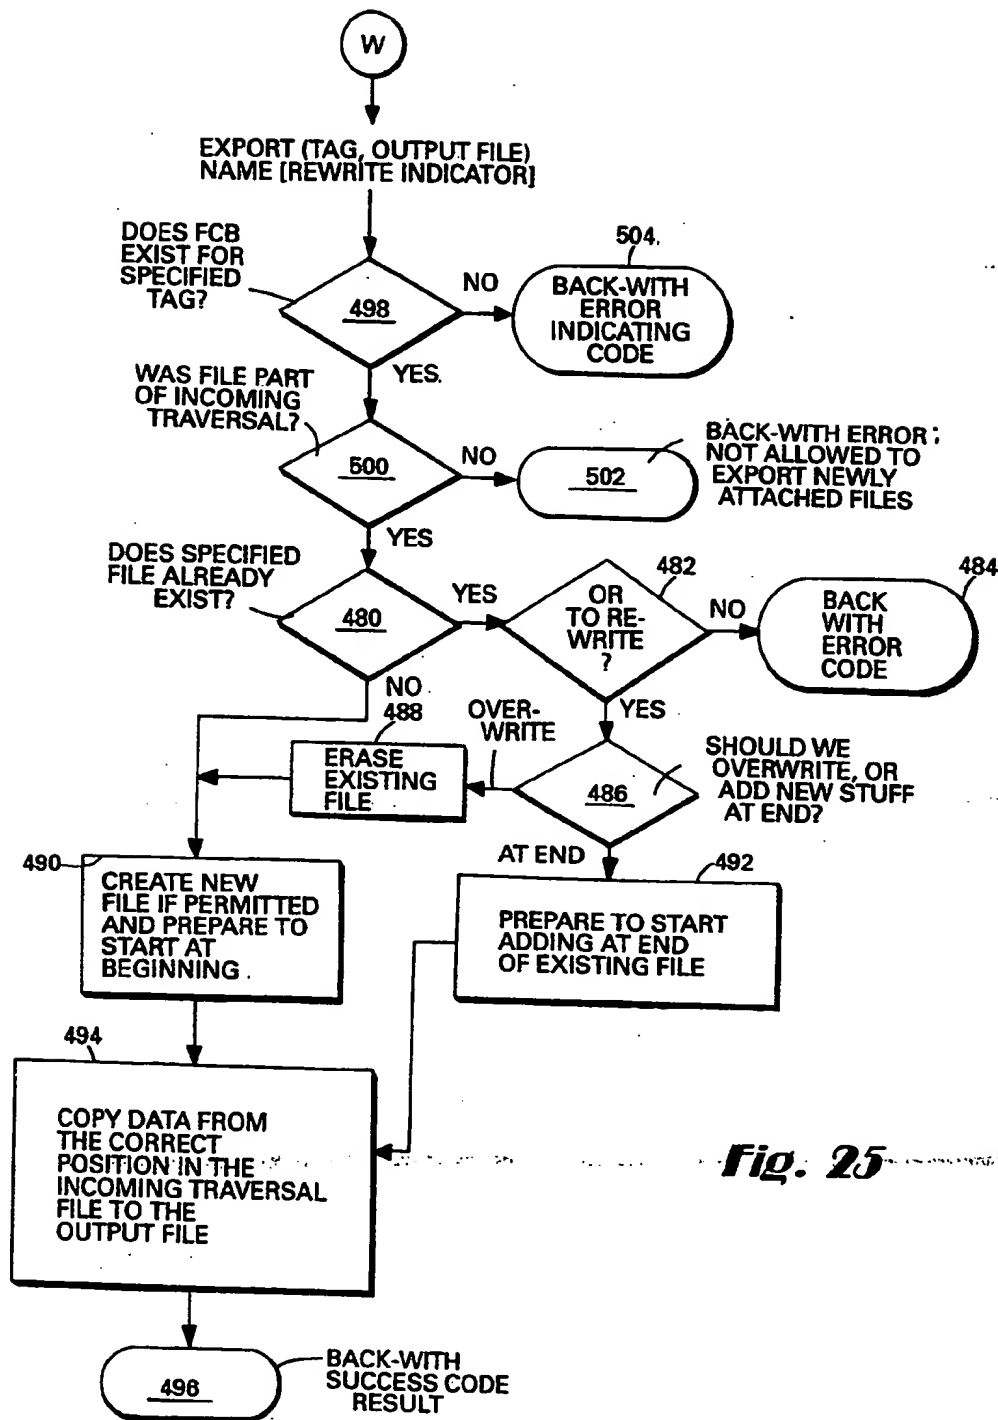 W
EXPORT (TAG, OUTPUT FILE)
NAME [REWRITE INDICATOR]
DOES FCB
EXIST FOR
SPECIFIED
TAG?
498
NO
504.
BACK-WITH
ERROR
INDICATING
CODE
YES.
WAS FILE PART
OF INCOMING
TRAVERSAL?
500
NO
502
BACK-WITH ERROR:
NOT ALLOWED TO
EXPORT NEWLY
ATTACHED FILES
YES
DOES SPECIFIED
FILE ALREADY
EXIST?
480
YES
482
OR
TO RE-
WRITE
?
NO
484
BACK
WITH
ERROR
CODE
NO
YES
488
ERASE
EXISTING
FILE
OVER-
WRITE
486
SHOULD WE
OVERWRITE, OR
ADD NEW STUFF
AT END?
AT END
490
CREATE NEW
FILE IF PERMITTED
AND PREPARE TO
START AT
BEGINNING.
492
PREPARE TO START
ADDING AT END
OF EXISTING FILE
494
COPY DATA FROM
THE CORRECT
POSITION IN THE
INCOMING TRAVERSAL
FILE TO THE
OUTPUT FILE
496
BACK-WITH
SUCCESS CODE
RESULT
Fig. 25